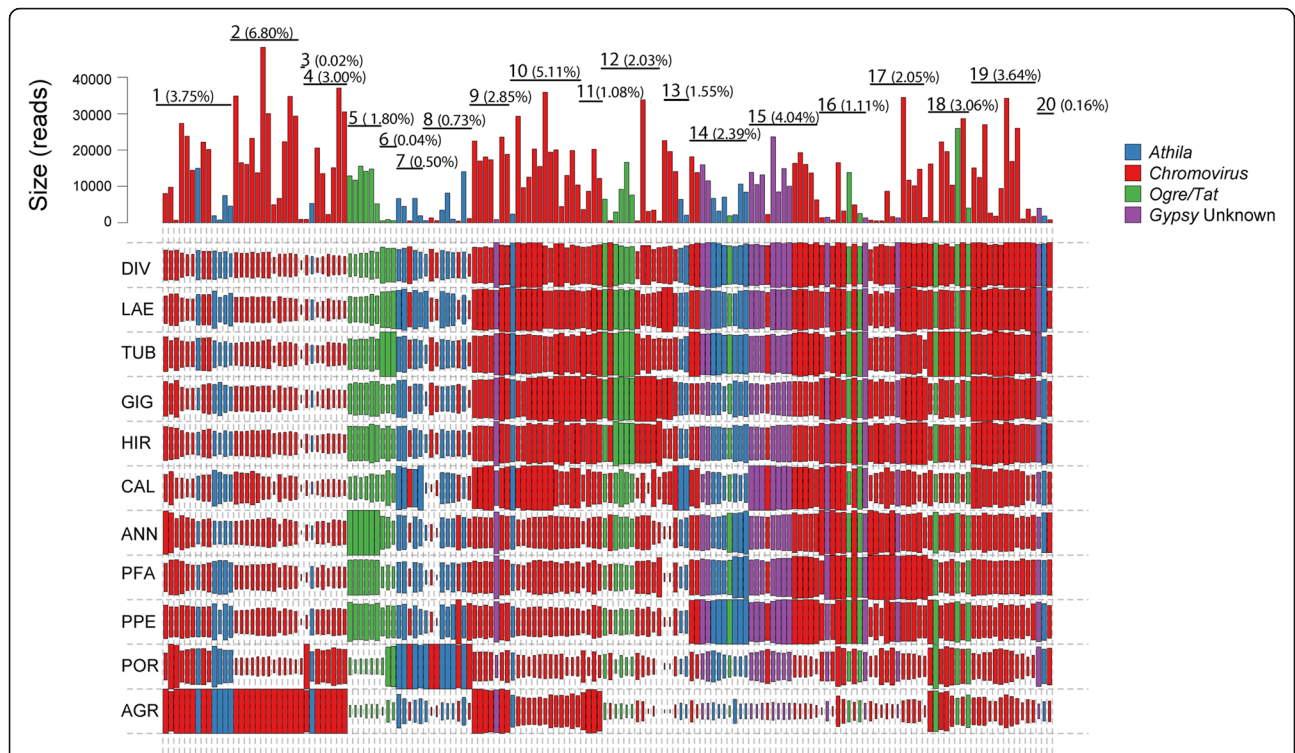 2 (6.80%)
3 (0.02%)
4 (3.00%)
12 (2.03%)
10 (5.11%)
13 (1.55%)
17 (2.05%)
19 (3.64%)
1 (3.75%)
9 (2.85%)
11 (1.08%)
16 (1.11%)
18 (3.06%)
20 (0.16%)
5 (1.80%)
8 (0.73%)
15 (4.04%)
6 (0.04%)
14 (2.39%)
7 (0.50%)
Size (reads)
40000
30000
20000
10000
0
Athila
Chromovirus
Ogre/Tat
Gypsy Unknown
DIV
LAE
TUB
GIG
HIR
CAL
ANN
PFA
PPE
POR
AGR